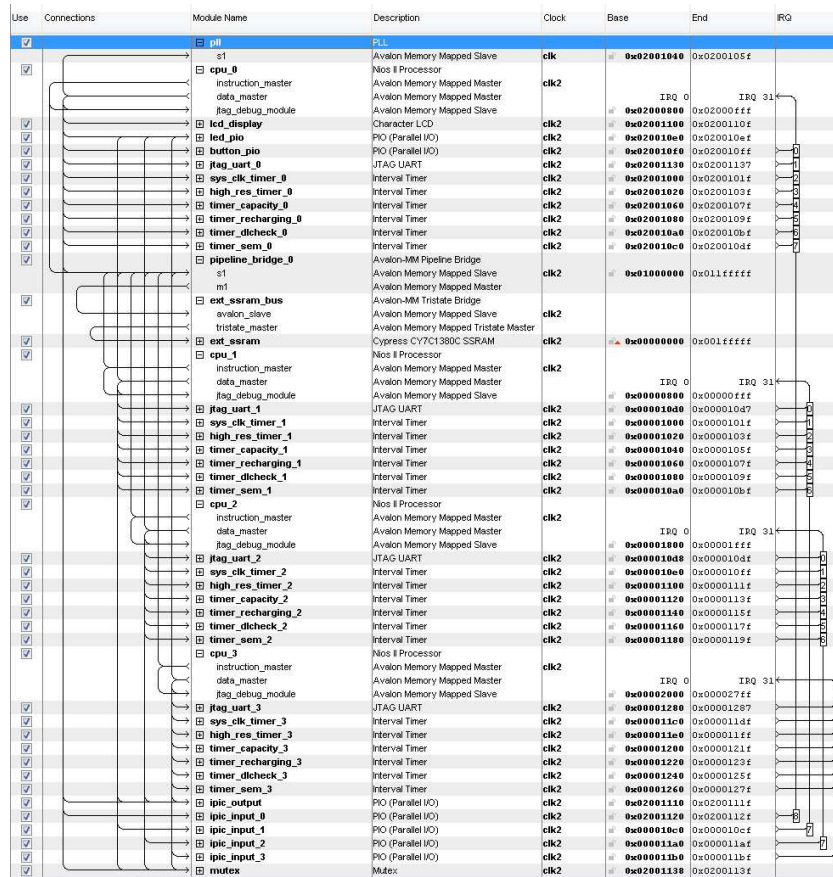 Use Connections Module Name Description Clock Base End IRQ
pll PLL
s1 Avalon Memory Mapped Slave clk 0x02001040 0x0200105f
cpu_0 Nios II Processor
instruction_master Avalon Memory Mapped Master clk2
data_master Avalon Memory Mapped Master IRQ 0 IRQ 31
jtag_debug_module Avalon Memory Mapped Slave 0x02000800 0x02000fff
lcd_display Character LCD clk2 0x02001100 0x0200110f
led_pio PIO (Parallel I/O) clk2 0x020010e0 0x020010ef
button_pio PIO (Parallel I/O) clk2 0x020010f0 0x020010ff 0
jtag_uart_0 JTAG UART clk2 0x02001130 0x02001137 1
sys_clk_timer_0 Interval Timer clk2 0x02001000 0x0200101f 2
high_res_timer_0 Interval Timer clk2 0x02001020 0x0200103f 3
timer_capacity_0 Interval Timer clk2 0x02001060 0x0200107f 4
timer_recharging_0 Interval Timer clk2 0x02001080 0x0200109f 5
timer_dlcheck_0 Interval Timer clk2 0x020010a0 0x020010bf 6
timer_sem_0 Interval Timer clk2 0x020010c0 0x020010df 7
pipeline_bridge_0 Avalon-MM Pipeline Bridge
s1 Avalon Memory Mapped Slave clk2 0x01000000 0x011fffff
m1 Avalon Memory Mapped Master
ext_ssram_bus Avalon-MM Tristate Bridge
avalon_slave Avalon Memory Mapped Slave clk2
tristate_master Avalon Memory Mapped Tristate Master
ext_ssram Cypress CY7C1380C SSRAM clk2 0x00000000 0x001fffff
cpu_1 Nios II Processor
instruction_master Avalon Memory Mapped Master clk2
data_master Avalon Memory Mapped Master IRQ 0 IRQ 31
jtag_debug_module Avalon Memory Mapped Slave 0x00000800 0x00000fff
jtag_uart_1 JTAG UART clk2 0x000010d0 0x000010d7 0
sys_clk_timer_1 Interval Timer clk2 0x00001000 0x0000101f 1
high_res_timer_1 Interval Timer clk2 0x00001020 0x0000103f 2
timer_capacity_1 Interval Timer clk2 0x00001040 0x0000105f 3
timer_recharging_1 Interval Timer clk2 0x00001060 0x0000107f 4
timer_dlcheck_1 Interval Timer clk2 0x00001080 0x0000109f 5
timer_sem_1 Interval Timer clk2 0x000010a0 0x000010bf 6
cpu_2 Nios II Processor
instruction_master Avalon Memory Mapped Master clk2
data_master Avalon Memory Mapped Master IRQ 0 IRQ 31
jtag_debug_module Avalon Memory Mapped Slave 0x00001800 0x00001fff
jtag_uart_2 JTAG UART clk2 0x000010d8 0x000010df 0
sys_clk_timer_2 Interval Timer clk2 0x000010e0 0x000010ff 1
high_res_timer_2 Interval Timer clk2 0x00001100 0x0000111f 2
timer_capacity_2 Interval Timer clk2 0x00001120 0x0000113f 3
timer_recharging_2 Interval Timer clk2 0x00001140 0x0000115f 4
timer_dlcheck_2 Interval Timer clk2 0x00001160 0x0000117f 5
timer_sem_2 Interval Timer clk2 0x00001180 0x0000119f 6
cpu_3 Nios II Processor
instruction_master Avalon Memory Mapped Master clk2
data_master Avalon Memory Mapped Master IRQ 0 IRQ 31
jtag_debug_module Avalon Memory Mapped Slave 0x00002000 0x000027ff
jtag_uart_3 JTAG UART clk2 0x00001280 0x00001287
sys_clk_timer_3 Interval Timer clk2 0x000011c0 0x000011df
high_res_timer_3 Interval Timer clk2 0x000011e0 0x000011ff
timer_capacity_3 Interval Timer clk2 0x00001200 0x0000121f
timer_recharging_3 Interval Timer clk2 0x00001220 0x0000123f
timer_dlcheck_3 Interval Timer clk2 0x00001240 0x0000125f
timer_sem_3 Interval Timer clk2 0x00001260 0x0000127f
ipic_output PIO (Parallel I/O) clk2 0x02001110 0x0200111f
ipic_input_0 PIO (Parallel I/O) clk2 0x02001120 0x0200112f 8
ipic_input_1 PIO (Parallel I/O) clk2 0x000010c0 0x000010cf 7
ipic_input_2 PIO (Parallel I/O) clk2 0x000011a0 0x000011af 7
ipic_input_3 PIO (Parallel I/O) clk2 0x000011b0 0x000011bf
mutex Mutex clk2 0x02001138 0x0200113f